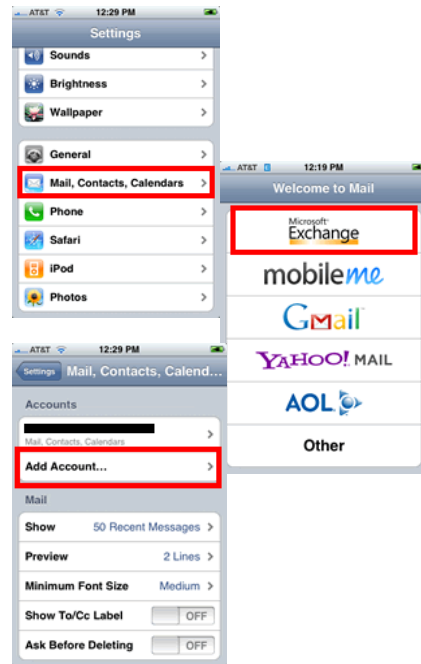 AT&T 12:29 PM
Settings
Sounds
Brightness
Wallpaper
General
Mail, Contacts, Calendars
Phone
Safari
iPod
Photos
AT&T 12:19 PM
Welcome to Mail
Microsoft
Exchange
mobileme
Gmail
YAHOO! MAIL
AOL
Other
AT&T 12:29 PM
Settings Mail, Contacts, Calend...
Accounts
Mail, Contacts, Calendars
Add Account...
Mail
Show 50 Recent Messages
Preview 2 Lines
Minimum Font Size Medium
Show To/Cc Label OFF
Ask Before Deleting OFF